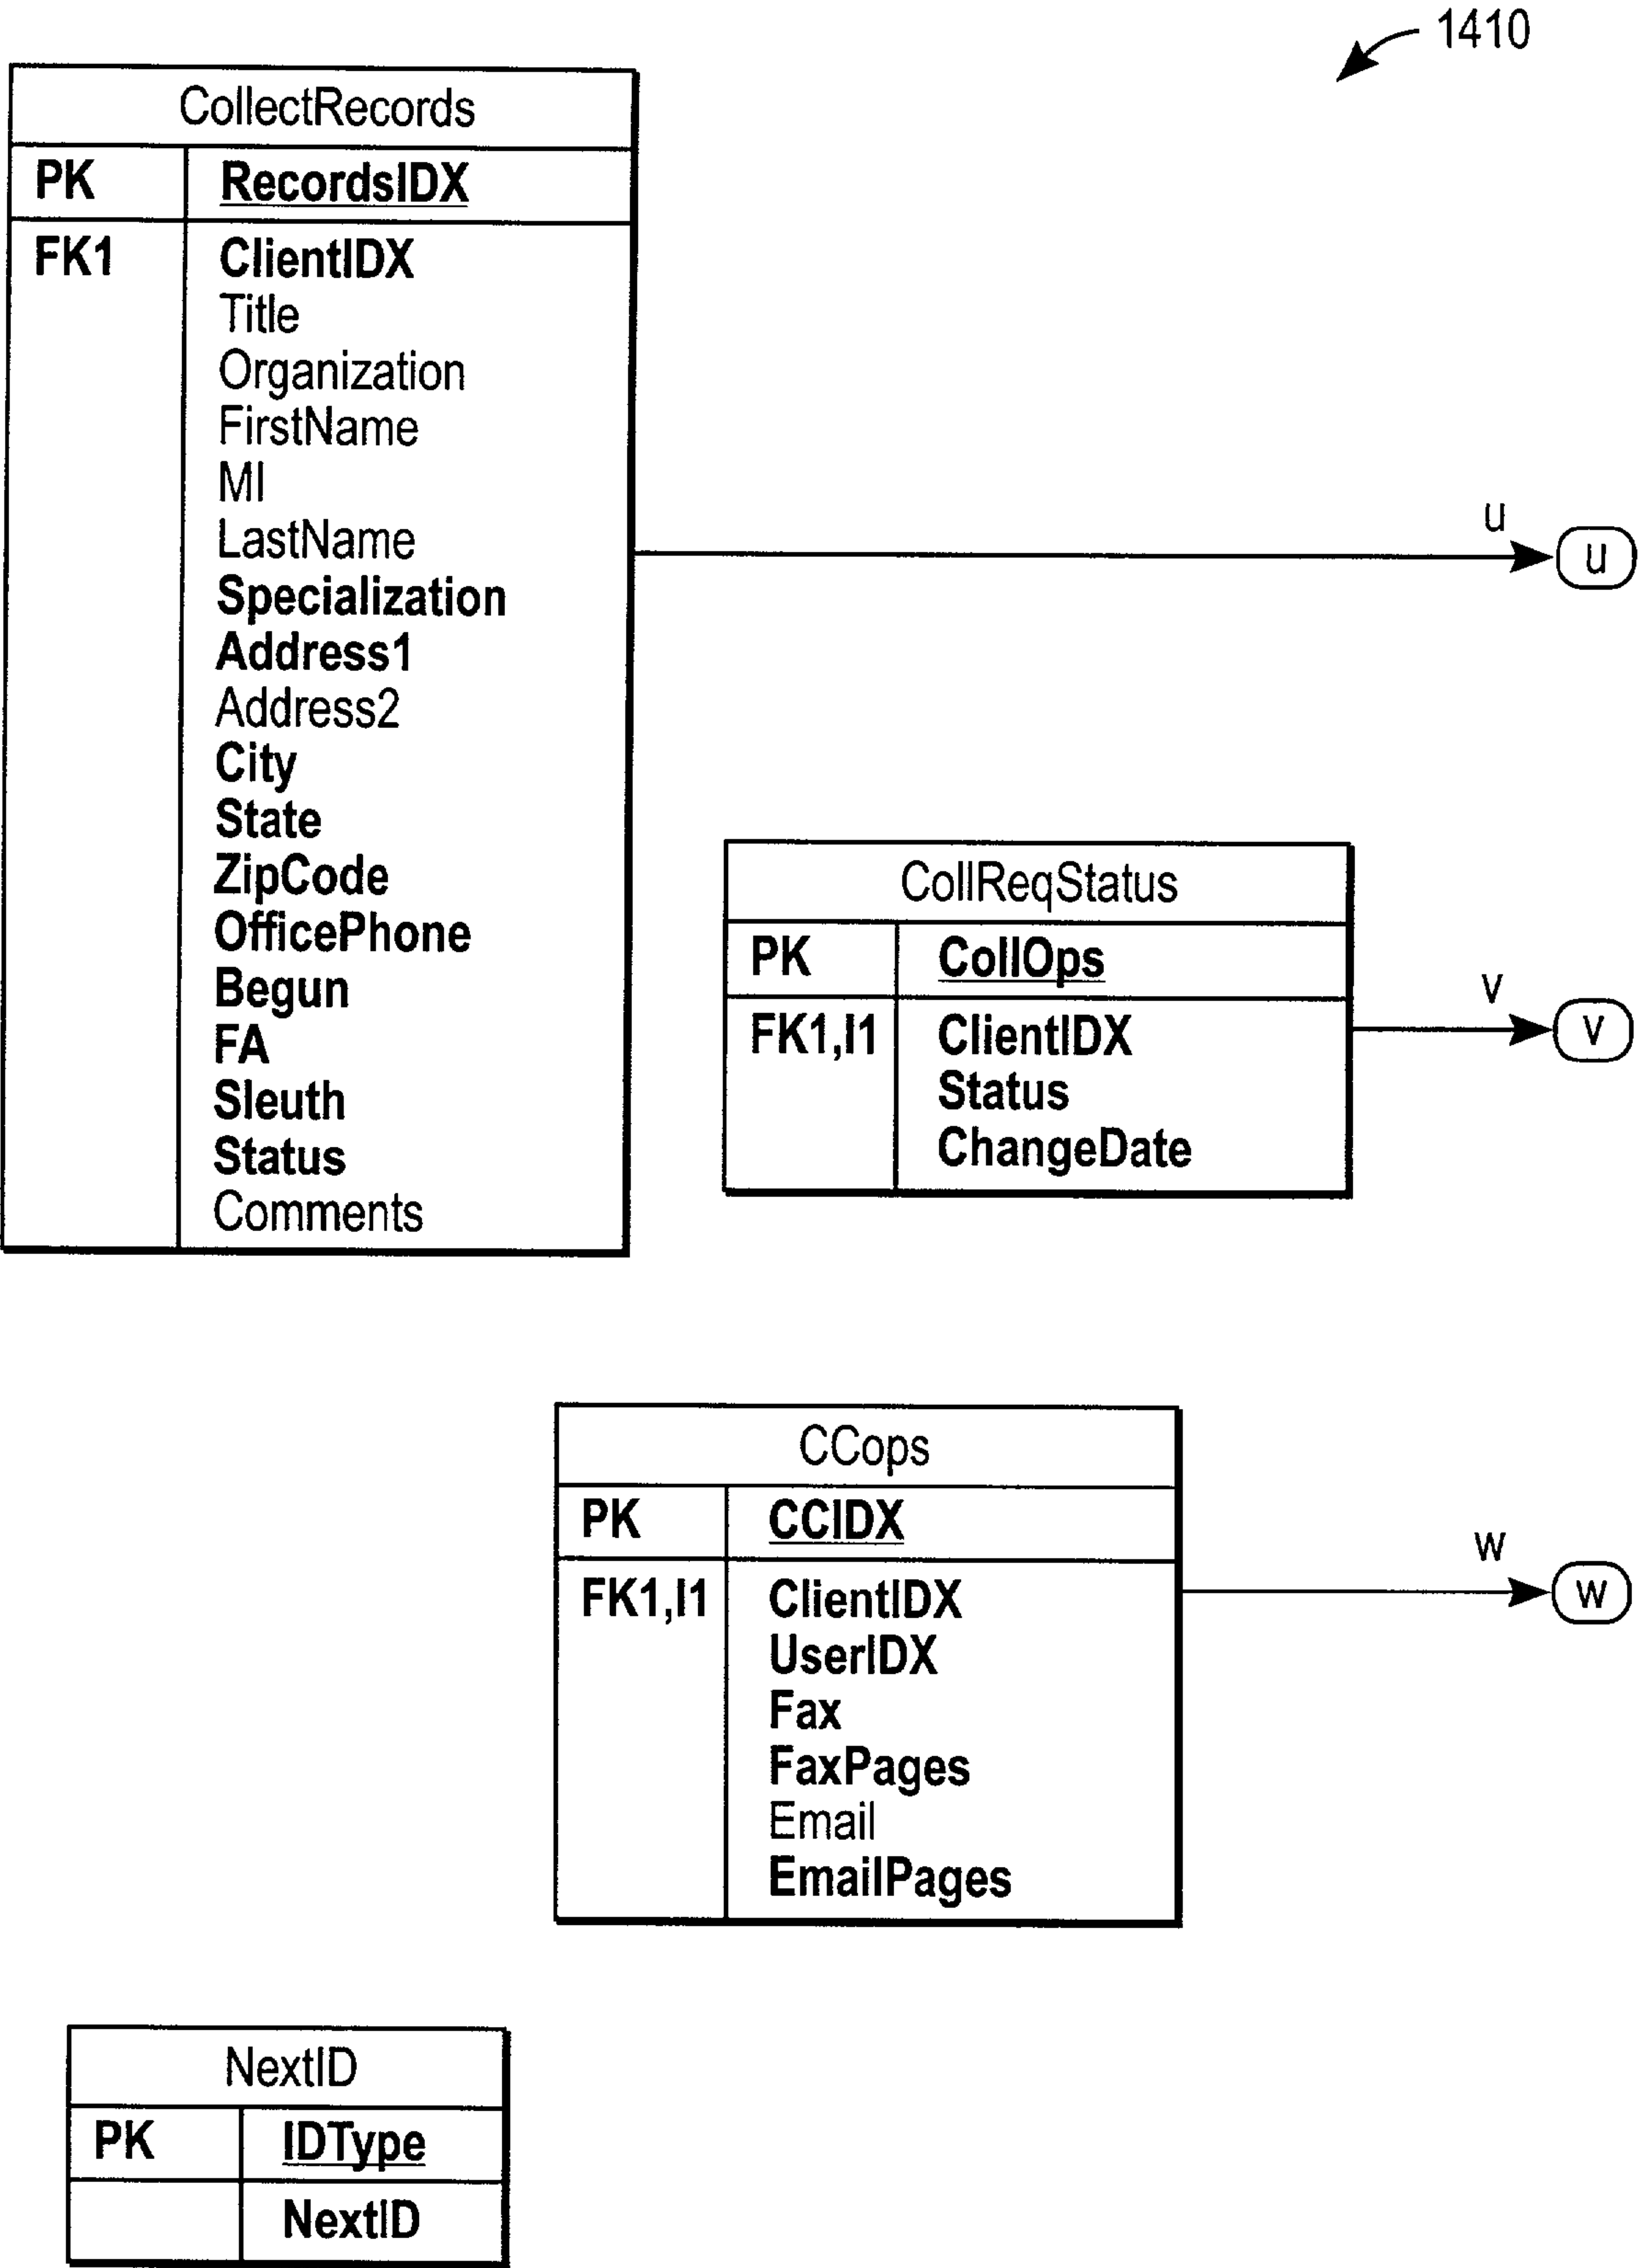 1410
CollectRecords
PK RecordsIDX
FK1 ClientIDX
Title
Organization
FirstName
MI
LastName
Specialization
Address1
Address2
City
State
ZipCode
OfficePhone
Begun
FA
Sleuth
Status
Comments
u
u
CollReqStatus
PK CollOps
FK1,I1 ClientIDX
Status
ChangeDate
v
v
CCops
PK CCIDX
FK1,I1 ClientIDX
UserIDX
Fax
FaxPages
Email
EmailPages
w
w
NextID
PK IDType
NextID